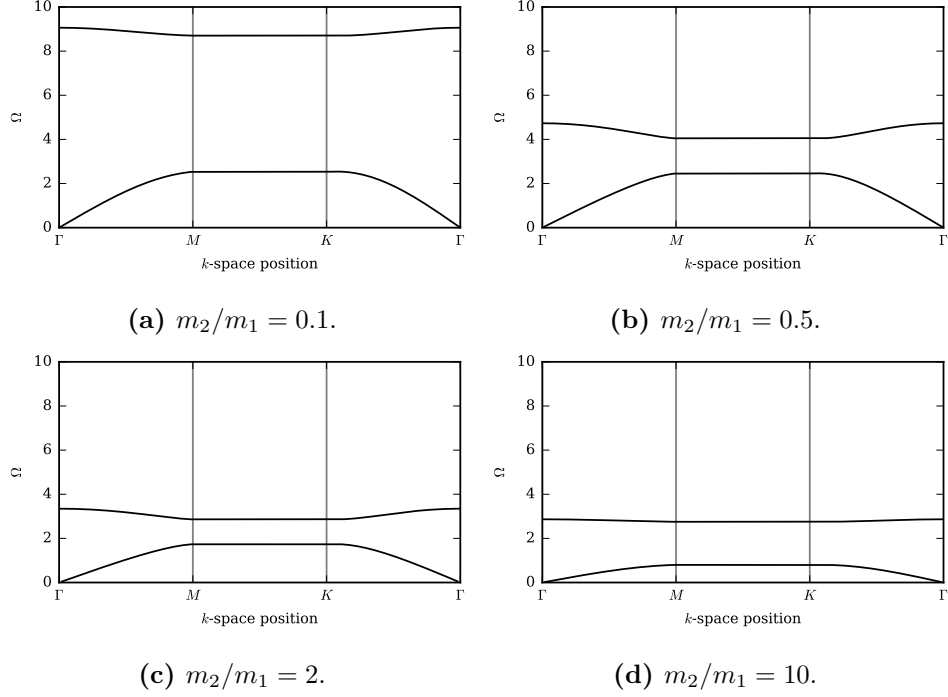 10
8
6
4
2
0
Ω
Γ
M
K
Γ
k-space position
(a) m₂/m₁ = 0.1.
10
8
6
4
2
0
Ω
Γ
M
K
Γ
k-space position
(b) m₂/m₁ = 0.5.
10
8
6
4
2
0
Ω
Γ
M
K
Γ
k-space position
(c) m₂/m₁ = 2.
10
8
6
4
2
0
Ω
Γ
M
K
Γ
k-space position
(d) m₂/m₁ = 10.